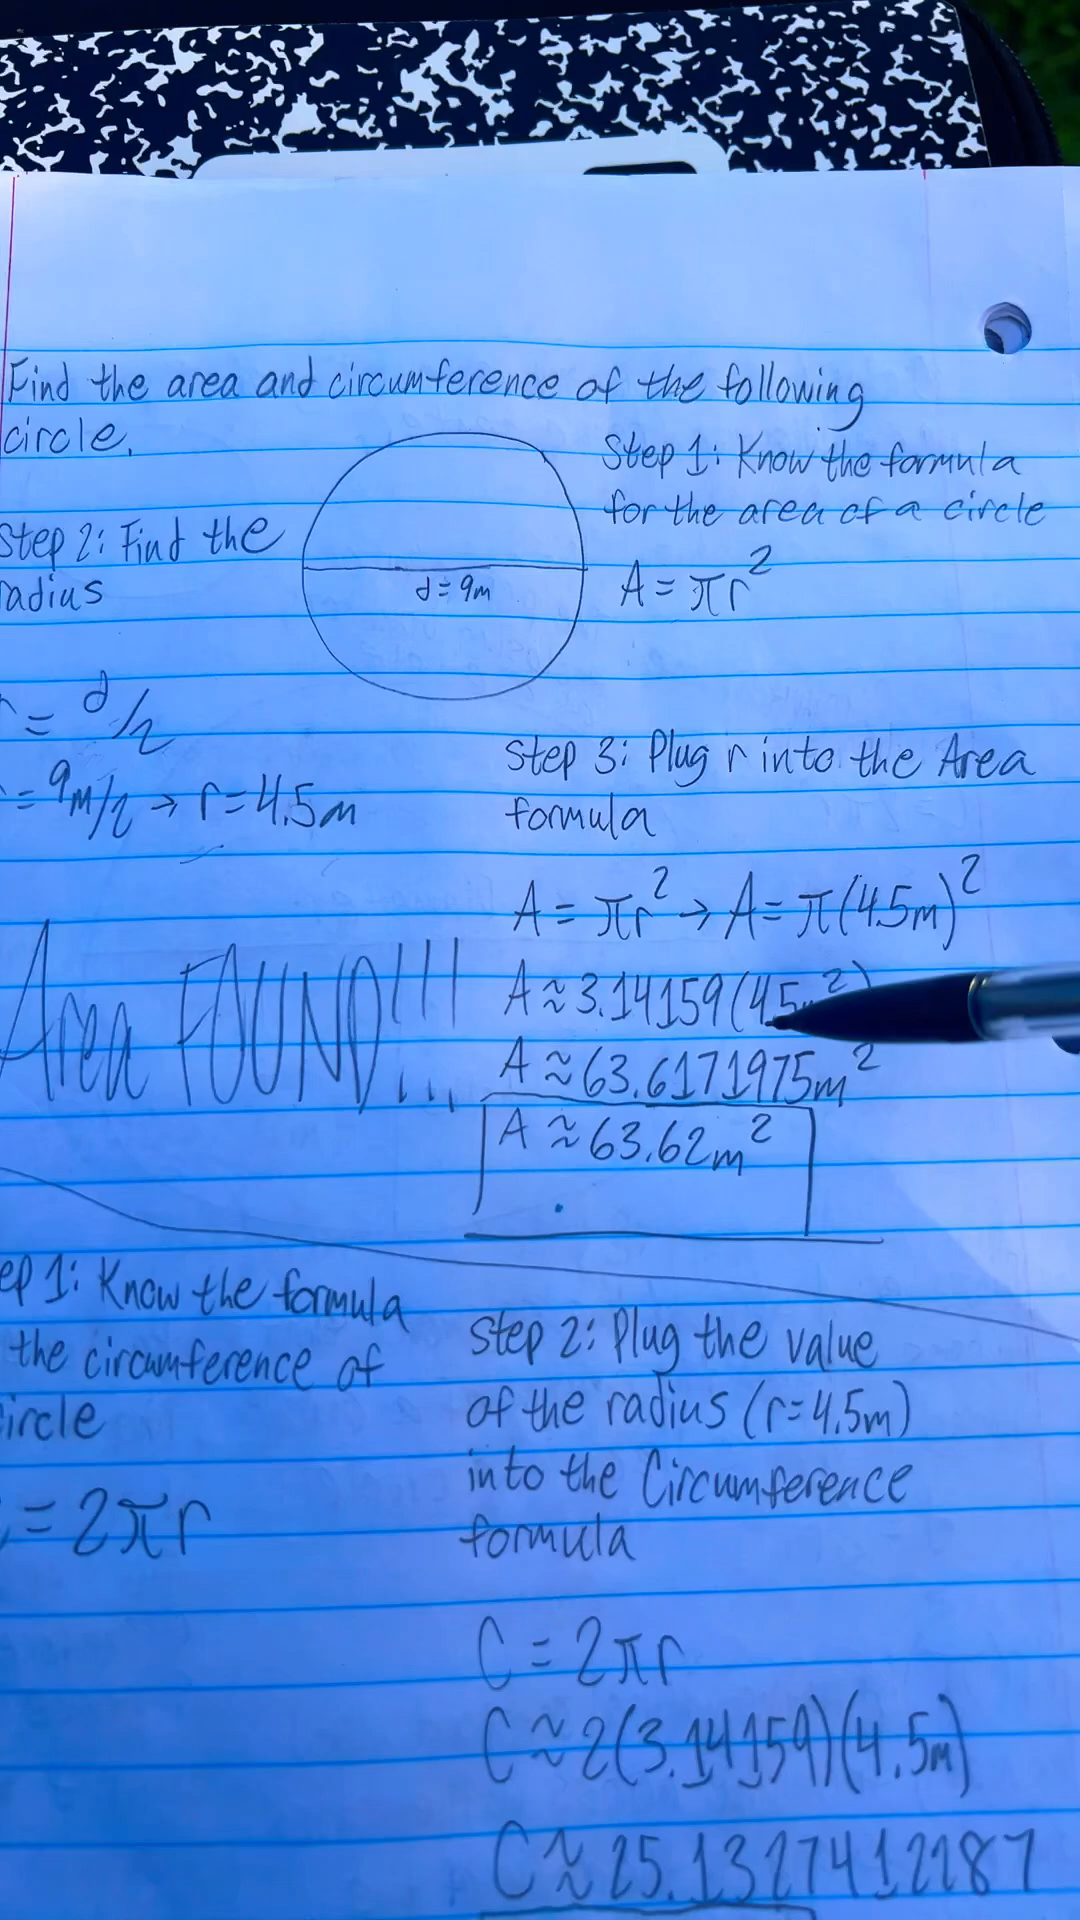 Find the area and circumference of the following
circle.
Step 1: Know the formula
for the area of a circle
A = πr²
d = 9m
Step 2: Find the
radius
= d/2
= 9m/2 → r = 4.5m
Step 3: Plug r into the Area
formula
A = πr² → A = π(4.5m)²
A ≈ 3.14159(4.5m²)
A ≈ 63.6171975m²
A ≈ 63.62m²
Area FOUND!!!
ep 1: Know the formula
the circumference of
ircle
= 2πr
Step 2: Plug the value
of the radius (r=4.5m)
into the Circumference
formula
C = 2πr
C ≈ 2(3.14159)(4.5m)
C ≈ 25.1327412287